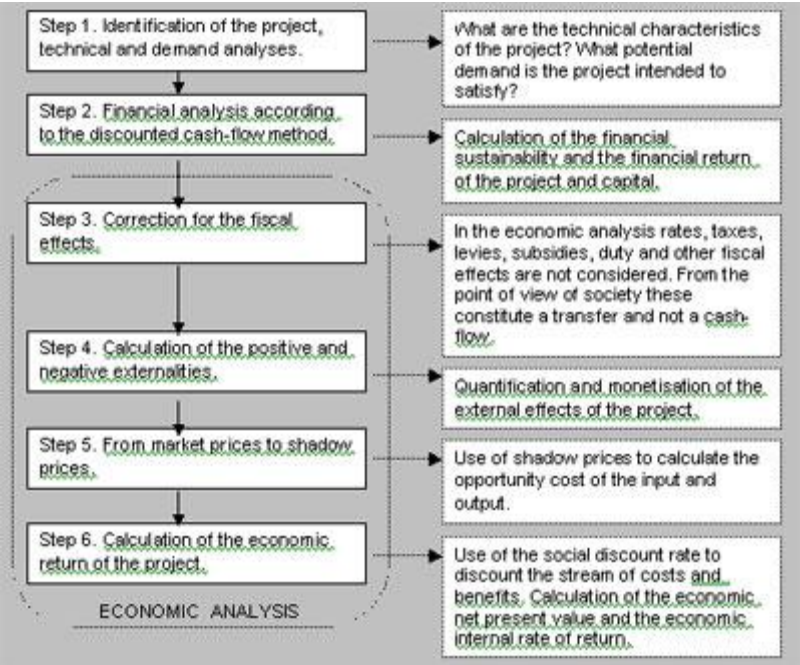 Step 1. Identification of the project,
technical and demand analyses.
What are the technical characteristics
of the project? What potential
demand is the project intended to
satisfy?
Step 2. Financial analysis according
to the discounted cash-flow method.
Calculation of the financial
sustainability and the financial return
of the project and capital.
Step 3. Correction for the fiscal
effects.
In the economic analysis rates, taxes,
levies, subsidies, duty and other fiscal
effects are not considered. From the
point of view of society these
constitute a transfer and not a cash-
flow.
Step 4. Calculation of the positive and
negative externalities.
Quantification and monetisation of the
external effects of the project.
Step 5. From market prices to shadow
prices.
Use of shadow prices to calculate the
opportunity cost of the input and
output.
Step 6. Calculation of the economic
return of the project.
Use of the social discount rate to
discount the stream of costs and
benefits. Calculation of the economic
net present value and the economic
internal rate of return.
ECONOMIC ANALYSIS